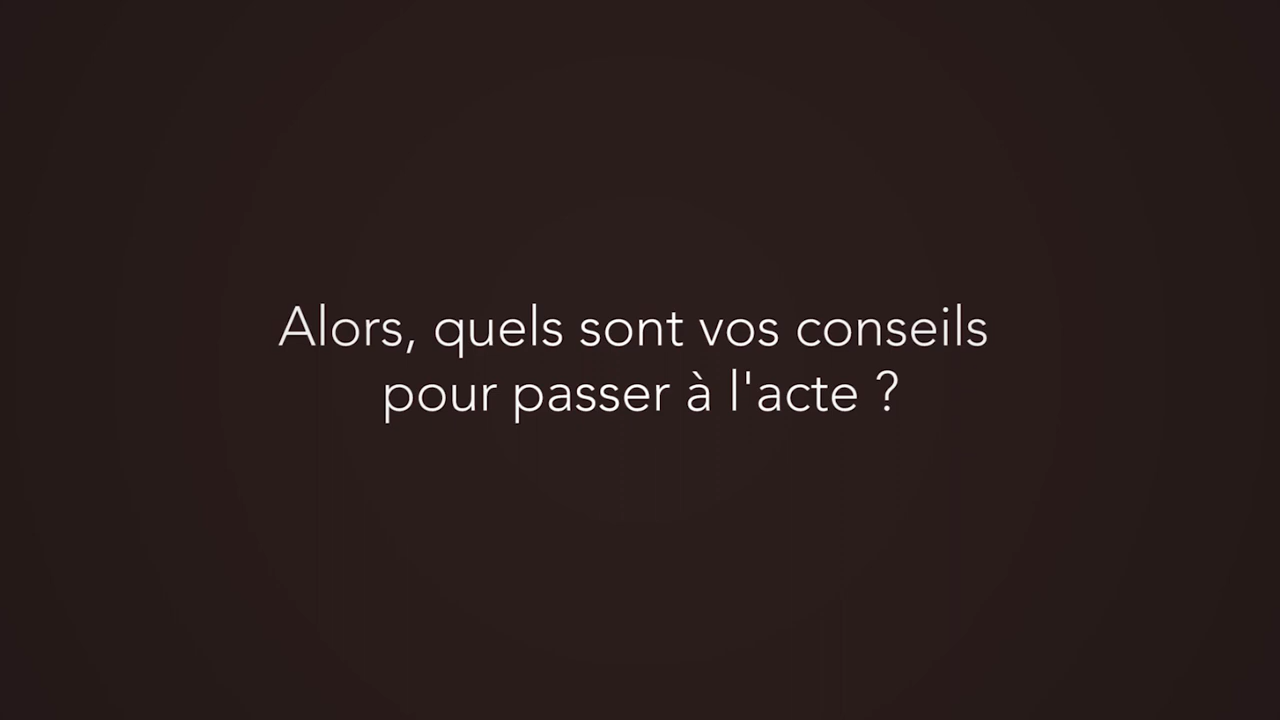 Alors, quels sont vos conseils
pour passer à l'acte ?